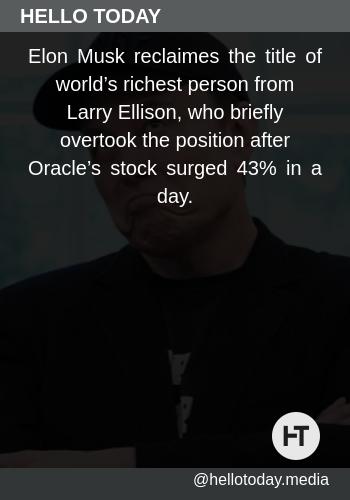 HELLO TODAY
Elon Musk reclaimes the title of
world’s richest person from
Larry Ellison, who briefly
overtook the position after
Oracle’s stock surged 43% in a
day.
HT
@hellotoday.media